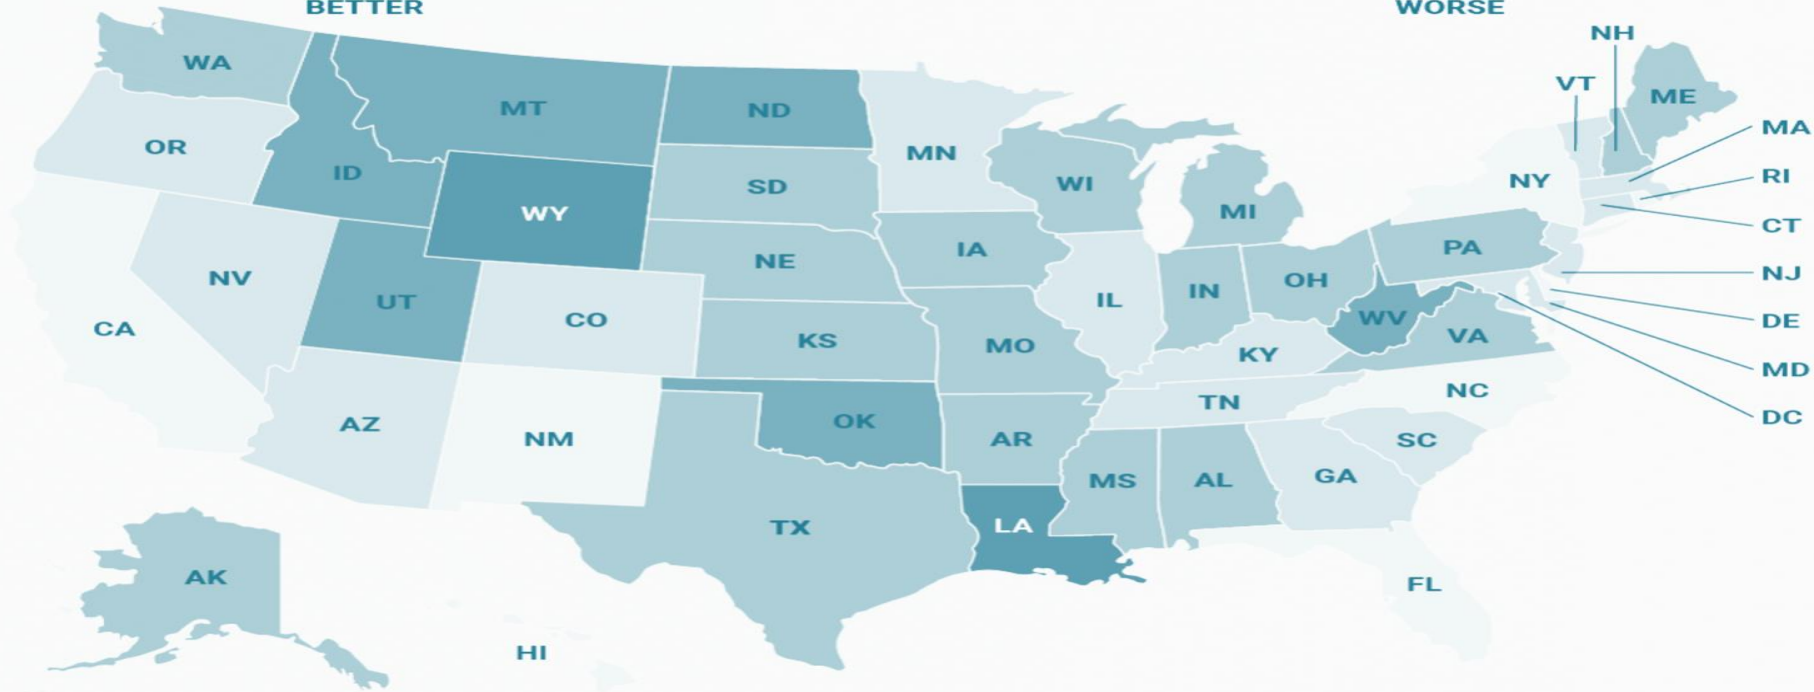 BETTER
WORSE
NH
WA
VT
ME
MT
ND
MA
OR
MN
ID
RI
NY
SD
WI
WY
MI
CT
IA
PA
NE
NJ
NV
OH
IN
UT
IL
CO
WV
DE
CA
VA
KS
MO
KY
MD
NC
TN
DC
AZ
OK
NM
AR
SC
GA
MS
AL
TX
LA
AK
FL
HI